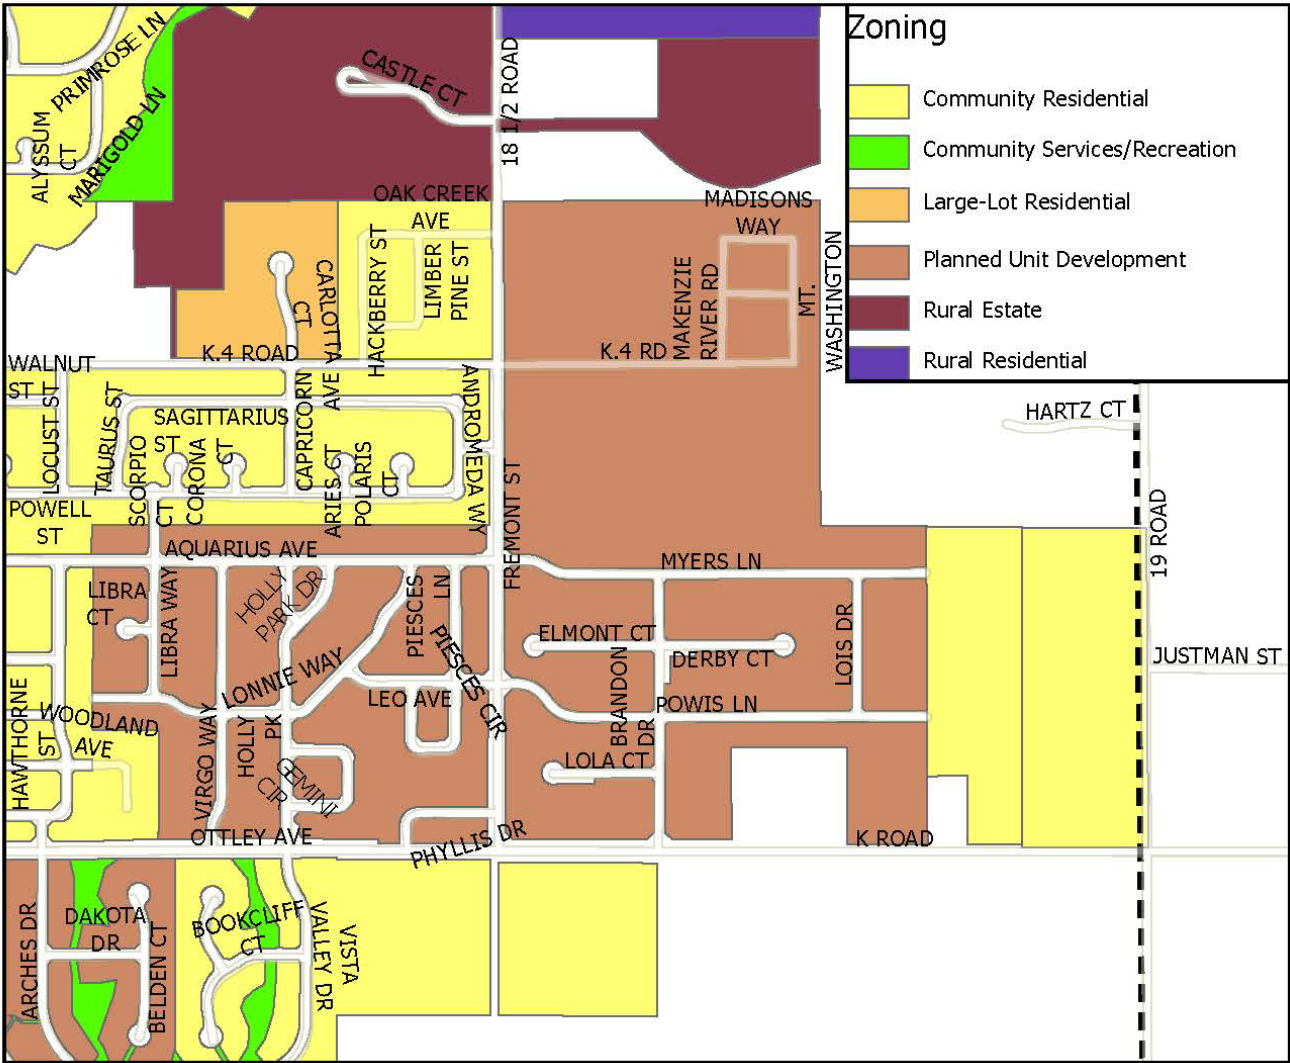 Zoning
Community Residential
Community Services/Recreation
Large-Lot Residential
Planned Unit Development
Rural Estate
Rural Residential
PRIMROSE LN
MARIGOLD LN
ALYSSUM
CT
CASTLE CT
18 1/2 ROAD
OAK CREEK
AVE
MADISONS
WAY
HACKBERRY ST
LIMBER
PINE ST
CARLOTTA
CT
AVE
MAKENZIE
RIVER RD
MT.
WASHINGTON
K.4 ROAD
K.4 RD
WALNUT
ST
LOCUST ST
TAURUS ST
SAGITTARIUS
ST
CAPRICORN
ANDROMEDA WY
HARTZ CT
SCORPIO
CT
CORONA
CT
ARIES CT
POLARIS
CT
POWELL
ST
FREMONT ST
19 ROAD
AQUARIUS AVE
MYERS LN
LIBRA
CT
LIBRA WAY
HOLLY
PARK DR
PIESCES
LN
PIESCES CIR
ELMONT CT
DERBY CT
BRANDON
DR
LOIS DR
JUSTMAN ST
LONNIE WAY
LEO AVE
POWIS LN
HAWTHORNE
ST
WOODLAND
AVE
VIRGO WAY
HOLLY
PK
GEMINI
CIR
LOLA CT
OTTLEY AVE
PHYLLIS DR
K ROAD
ARCHES DR
DAKOTA
DR
BELDEN CT
BOOKCLIFF
CT
VISTA
VALLEY DR